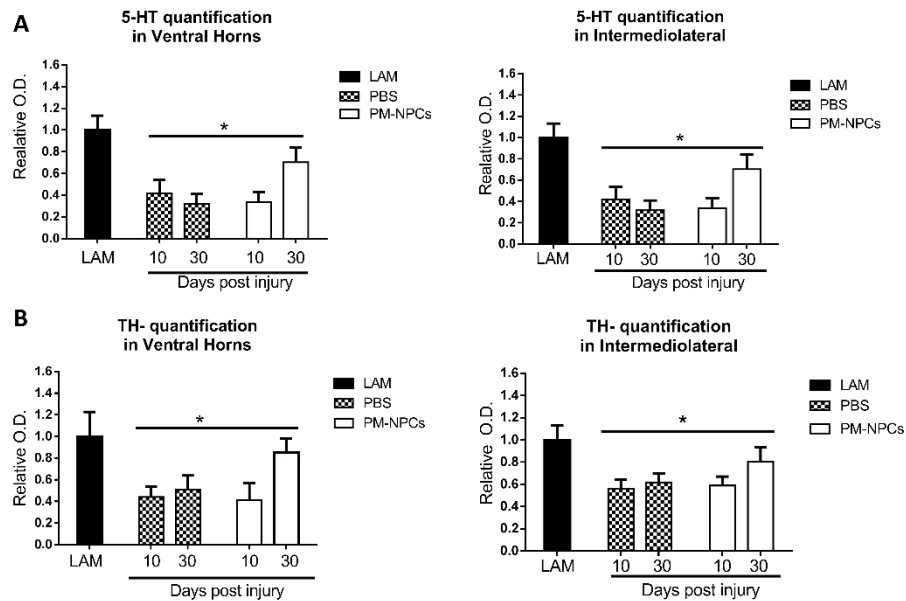 A
5-HT quantification
in Ventral Horns
Realative O.D.
1.6
1.4
1.2
1.0
0.8
0.6
0.4
0.2
0.0
*
LAM
PBS
PM-NPCs
LAM
10
30
10
30
Days post injury
5-HT quantification
in Intermediolateral
Realative O.D.
1.6
1.4
1.2
1.0
0.8
0.6
0.4
0.2
0.0
*
LAM
PBS
PM-NPCs
LAM
10
30
10
30
Days post injury
B
TH- quantification
in Ventral Horns
Relative O.D.
1.6
1.4
1.2
1.0
0.8
0.6
0.4
0.2
0.0
*
LAM
PBS
PM-NPCs
LAM
10
30
10
30
Days post injury
TH- quantification
in Intermediolateral
Relative O.D.
1.6
1.4
1.2
1.0
0.8
0.6
0.4
0.2
0.0
*
LAM
PBS
PM-NPCs
LAM
10
30
10
30
Days post injury